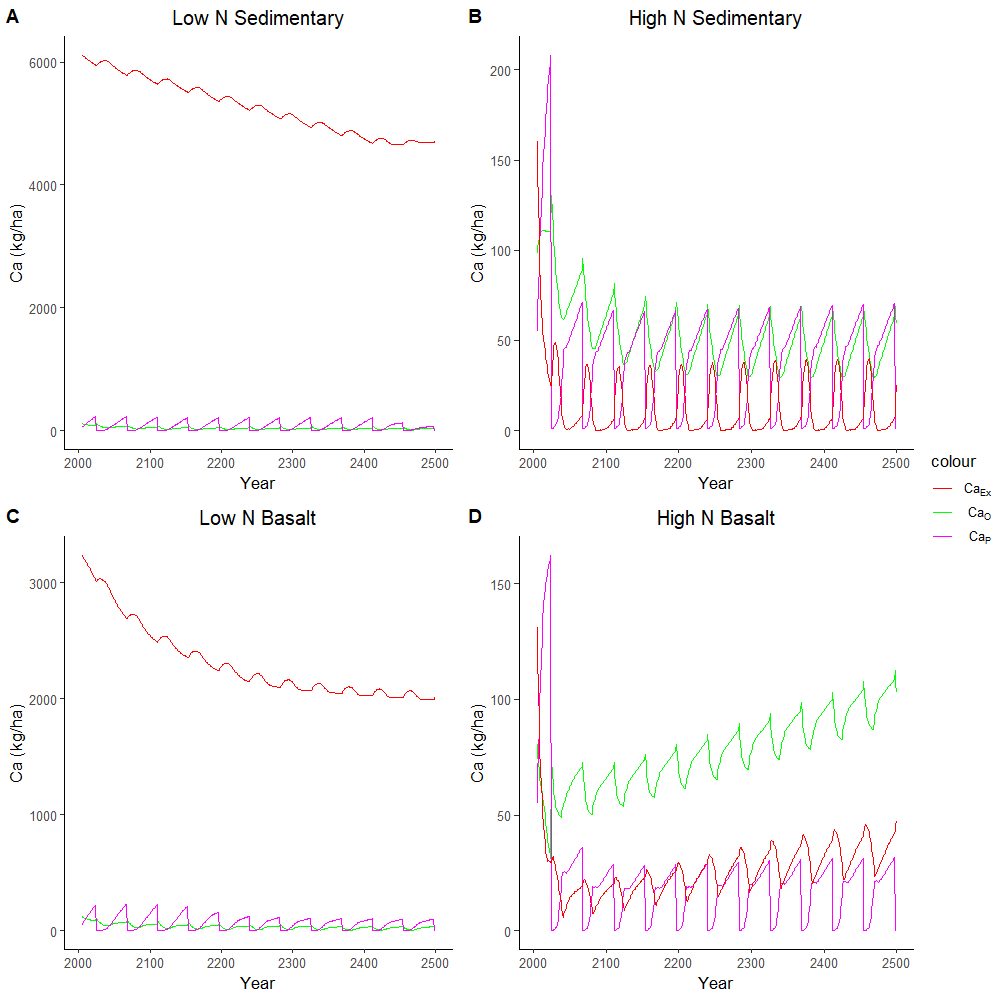 A
Low N Sedimentary
Ca (kg/ha)
6000
4000
2000
0
2000
2100
2200
2300
2400
2500
Year
B
High N Sedimentary
Ca (kg/ha)
200
150
100
50
0
2000
2100
2200
2300
2400
2500
Year
C
Low N Basalt
Ca (kg/ha)
3000
2000
1000
0
2000
2100
2200
2300
2400
2500
Year
D
High N Basalt
Ca (kg/ha)
150
100
50
0
2000
2100
2200
2300
2400
2500
Year
colour
Ca_Ex
Ca_O
Ca_P